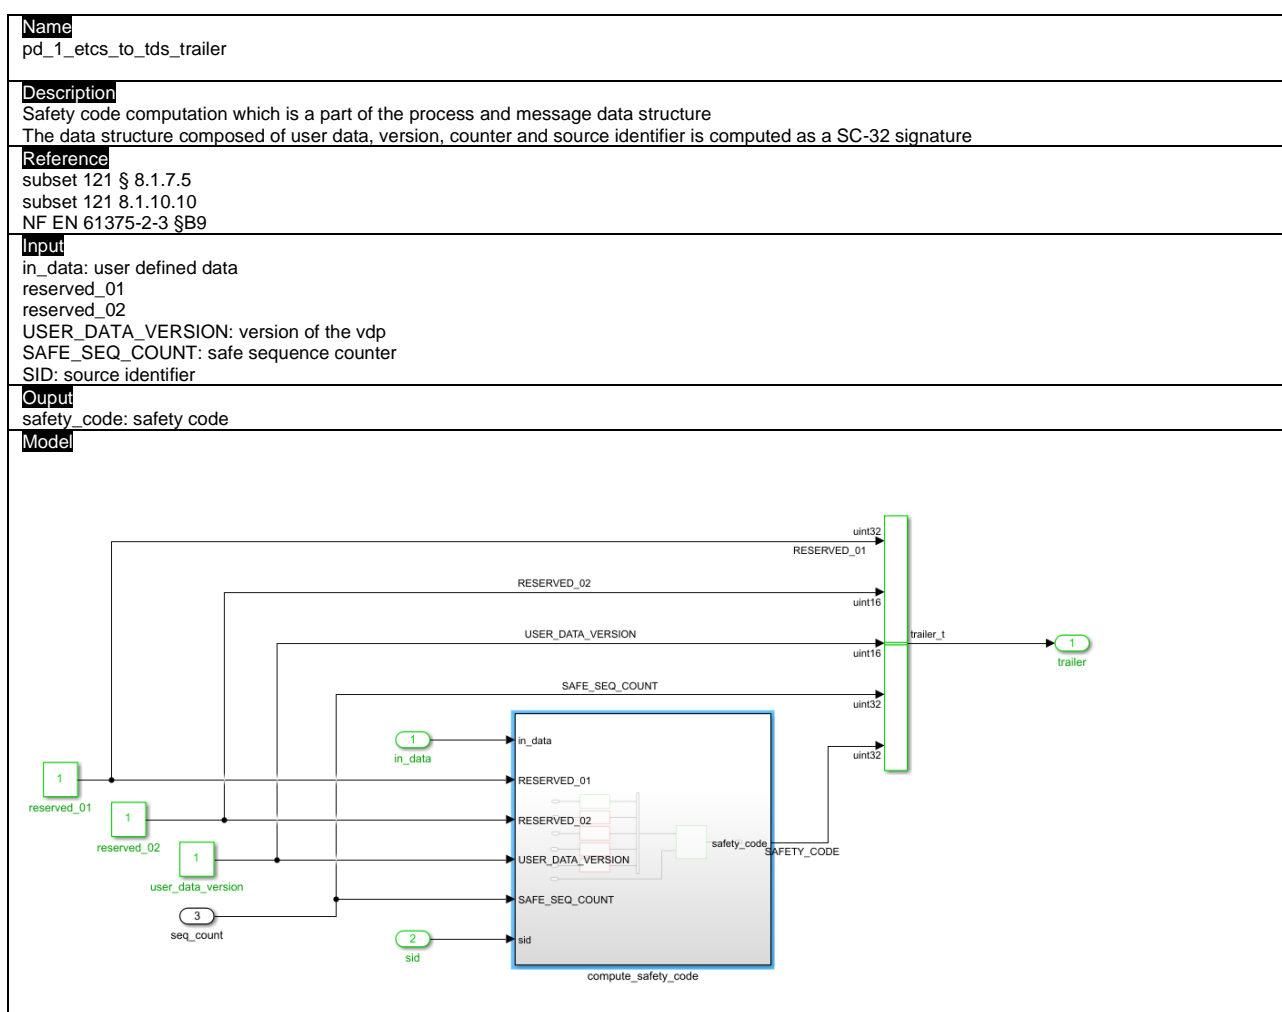 Name
pd_1_etcs_to_tds_trailer
Description
Safety code computation which is a part of the process and message data structure
The data structure composed of user data, version, counter and source identifier is computed as a SC-32 signature
Reference
subset 121 § 8.1.7.5
subset 121 8.1.10.10
NF EN 61375-2-3 §B9
Input
in_data: user defined data
reserved_01
reserved_02
USER_DATA_VERSION: version of the vdp
SAFE_SEQ_COUNT: safe sequence counter
SID: source identifier
Ouput
safety_code: safety code
Model
uint32
RESERVED_01
RESERVED_02
uint16
USER_DATA_VERSION
trailer_t
1
uint16
trailer
SAFE_SEQ_COUNT
uint32
1
in_data
in_data
uint32
1
reserved_01
RESERVED_01
1
reserved_02
RESERVED_02
safety_code
SAFETY_CODE
1
user_data_version
USER_DATA_VERSION
3
seq_count
SAFE_SEQ_COUNT
2
sid
sid
compute_safety_code